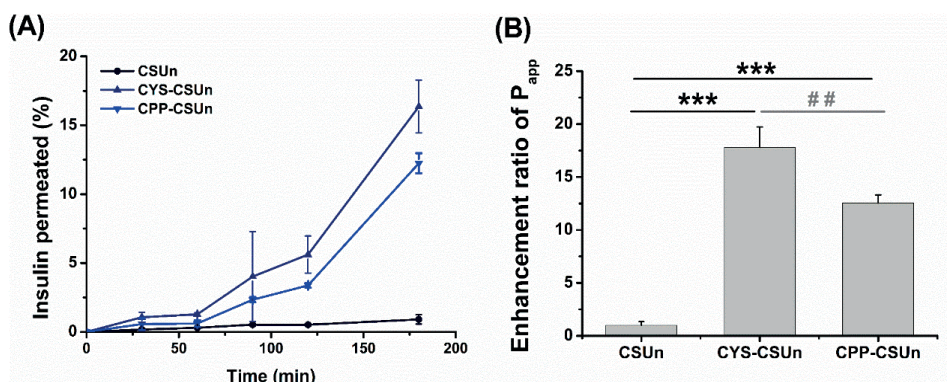 (A)
Insulin permeated (%)
20
15
10
5
0
CSUn
CYS-CSUn
CPP-CSUn
0 50 100 150 200
Time (min)
(B)
Enhancement ratio of Papp
25
20
15
10
5
0
***
***
##
CSUn CYS-CSUn CPP-CSUn